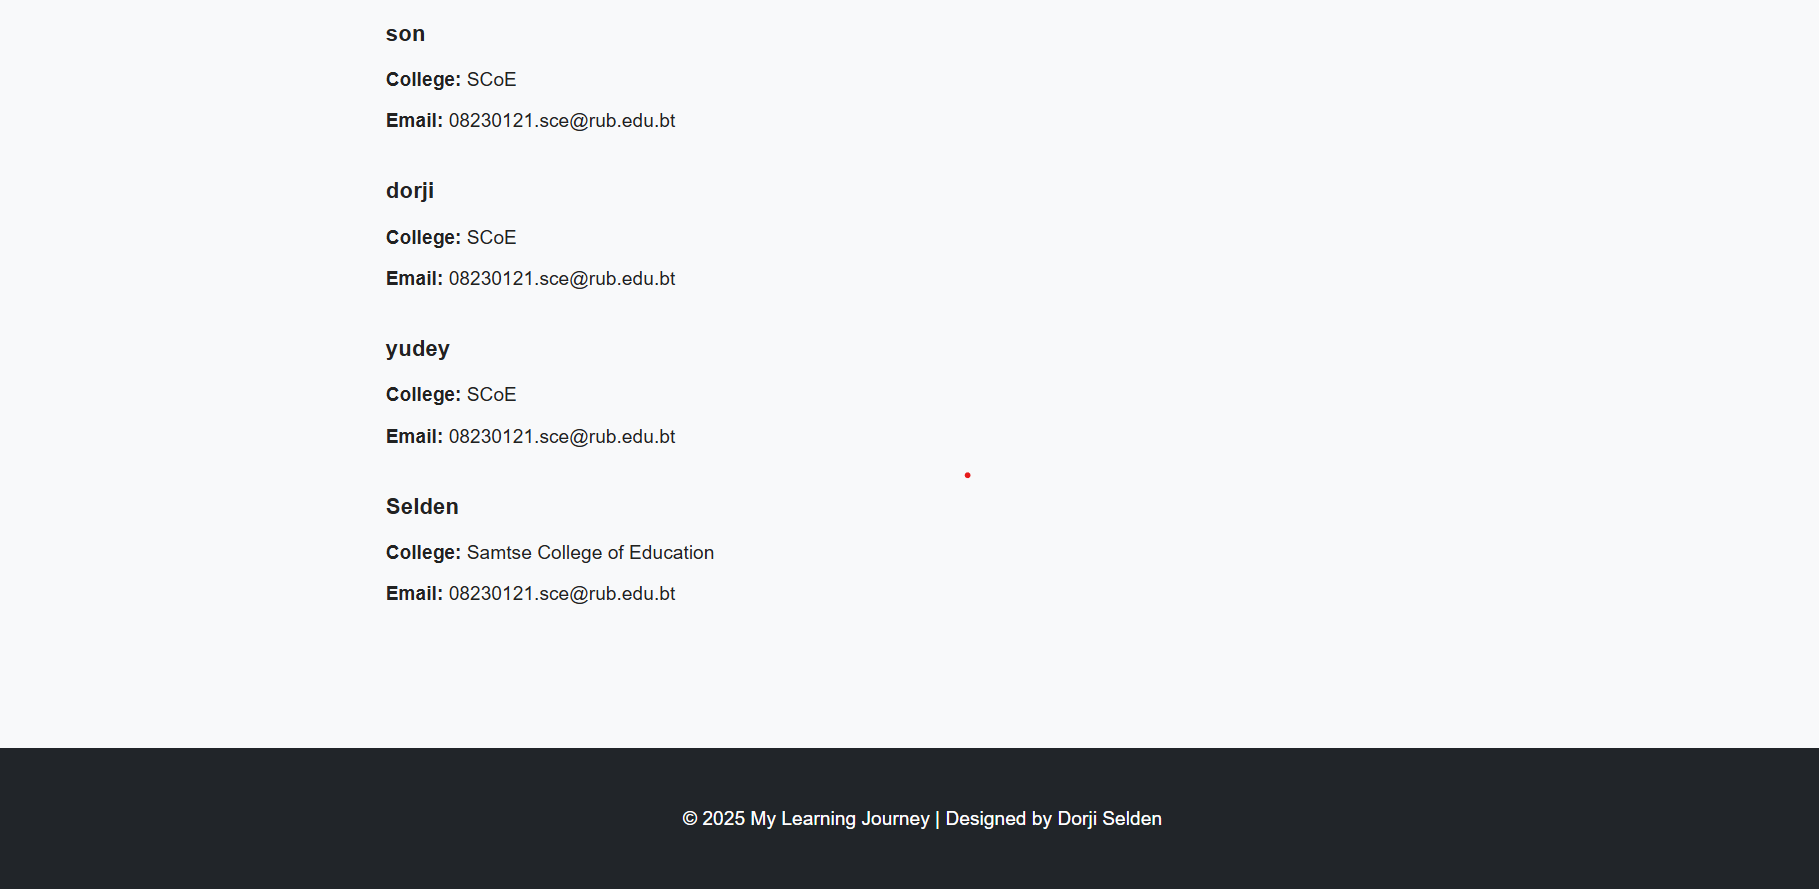 son
College: SCoE
Email: 08230121.sce@rub.edu.bt
dorji
College: SCoE
Email: 08230121.sce@rub.edu.bt
yudey
College: SCoE
Email: 08230121.sce@rub.edu.bt
Selden
College: Samtse College of Education
Email: 08230121.sce@rub.edu.bt
© 2025 My Learning Journey | Designed by Dorji Selden